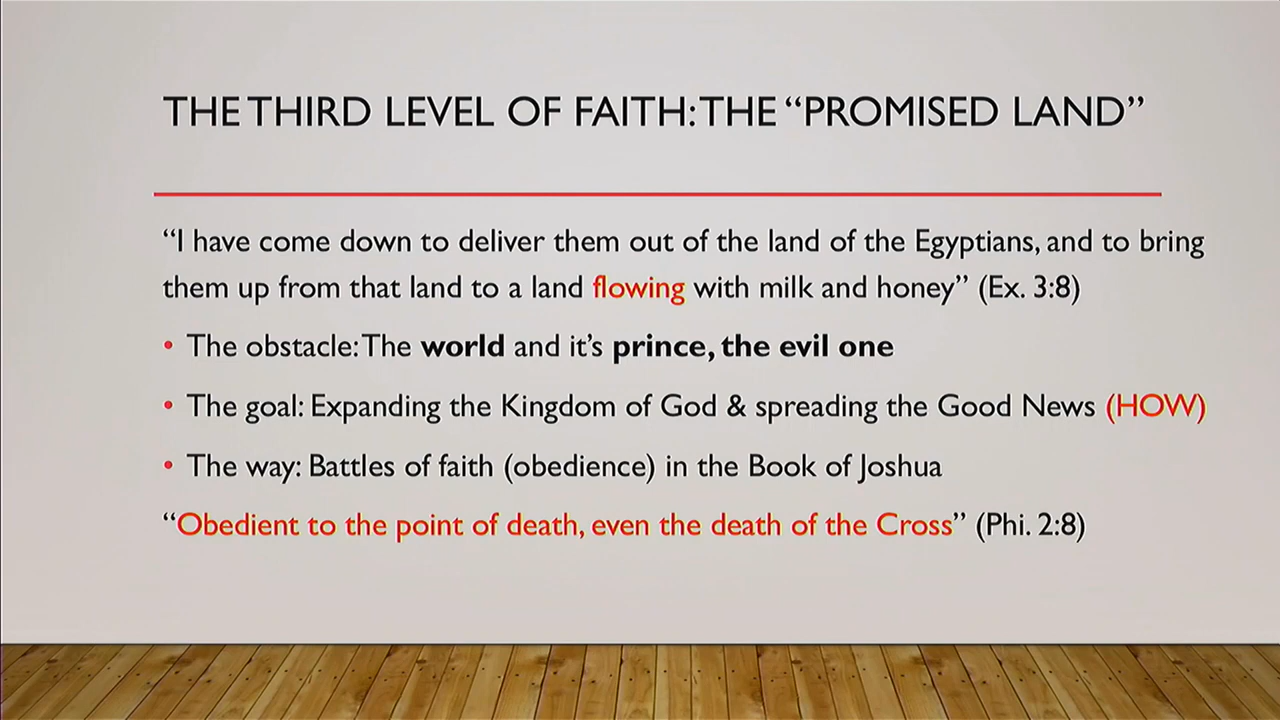 THE THIRD LEVEL OF FAITH: THE “PROMISED LAND”
“I have come down to deliver them out of the land of the Egyptians, and to bring
them up from that land to a land flowing with milk and honey” (Ex. 3:8)
• The obstacle: The world and it’s prince, the evil one
• The goal: Expanding the Kingdom of God & spreading the Good News (HOW)
• The way: Battles of faith (obedience) in the Book of Joshua
“Obedient to the point of death, even the death of the Cross” (Phi. 2:8)